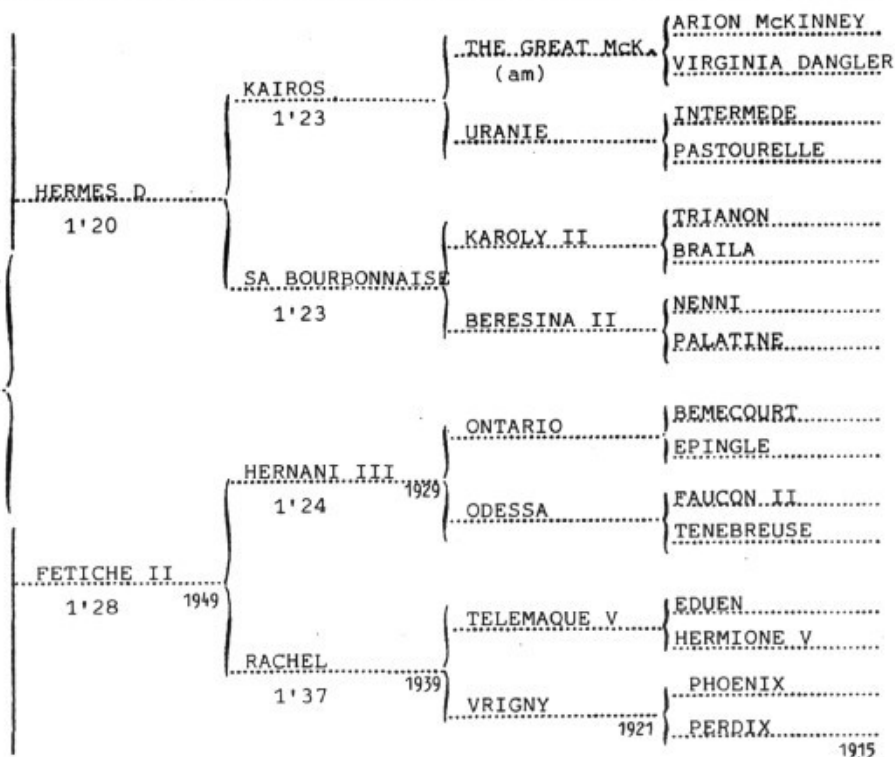 ARION McKINNEY
THE GREAT McK.
(am)
VIRGINIA DANGLER
KAIROS
1'23
INTERMEDE
URANIE
PASTOURELLE
HERMES D
1'20
TRIANON
KAROLY II
BRAILA
SA BOURBONNAISE
1'23
NENNI
BERESINA II
PALATINE
BEMECOURT
ONTARIO
EPINGLE
HERNANI III 1929
1'24
FAUCON II
ODESSA
TENEBREUSE
FETICHE II 1949
1'28
EDUEN
TELEMAQUE V
HERMIONE V
RACHEL 1939
1'37
PHOENIX
VRIGNY 1921
PERDIX 1915